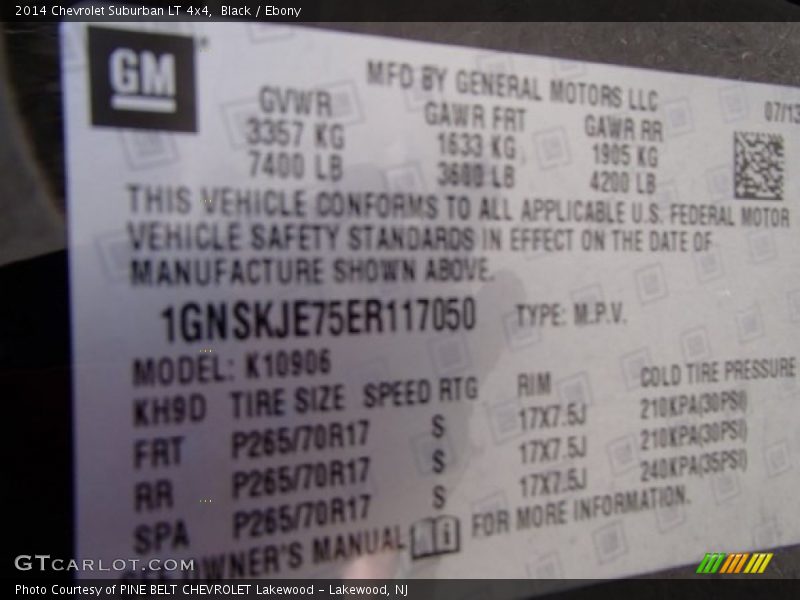 2014 Chevrolet Suburban LT 4x4, Black / Ebony
GM
MFD BY GENERAL MOTORS LLC
07/13
GVWR GAWR FRT GAWR RR
3357 KG 1633 KG 1905 KG
7400 LB 3600 LB 4200 LB
THIS VEHICLE CONFORMS TO ALL APPLICABLE U.S. FEDERAL MOTOR
VEHICLE SAFETY STANDARDS IN EFFECT ON THE DATE OF
MANUFACTURE SHOWN ABOVE.
1GNSKJE75ER117050 TYPE: M.P.V.
MODEL: K10906
KH9D TIRE SIZE SPEED RTG RIM COLD TIRE PRESSURE
FRT P265/70R17 S 17X7.5J 210KPA(30PSI)
RR P265/70R17 S 17X7.5J 210KPA(30PSI)
SPA P265/70R17 S 17X7.5J 240KPA(35PSI)
OWNER'S MANUAL FOR MORE INFORMATION.
GTCARLOT.COM
Photo Courtesy of PINE BELT CHEVROLET Lakewood - Lakewood, NJ